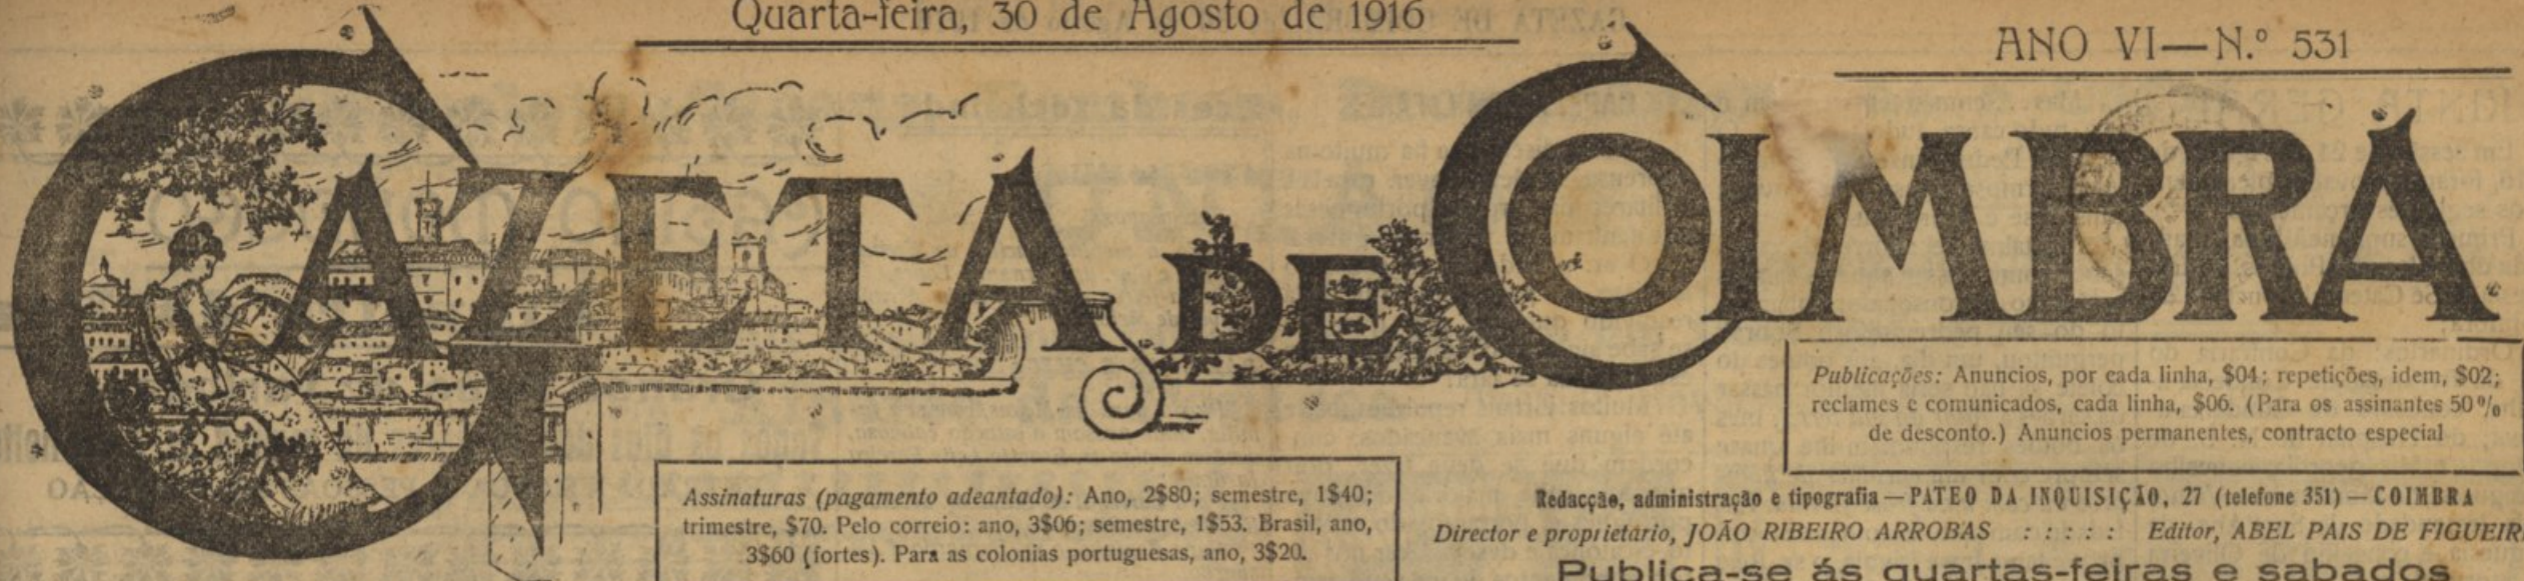 Quarta-feira, 30 de Agosto de 1916
ANO VI—N.º 531
GAZETA DE COIMBRA
Publicações: Anuncios, por cada linha, $04; repetições, idem, $02;
reclames e comunicados, cada linha, $06. (Para os assinantes 50%
de desconto.) Anuncios permanentes, contracto especial
Assinaturas (pagamento adeantado): Ano, 2$80; semestre, 1$40;
trimestre, $70. Pelo correio: ano, 3$06; semestre, 1$53. Brasil, ano,
3$60 (fortes). Para as colonias portuguesas, ano, 3$20.
Redacção, administração e tipografia — PATEO DA INQUISIÇÃO, 27 (telefone 351) — COIMBRA
Director e proprietário, JOÃO RIBEIRO ARROBAS : : : : : Editor, ABEL PAIS DE FIGUEIR
Publica-se ás quartas-feiras e sabados